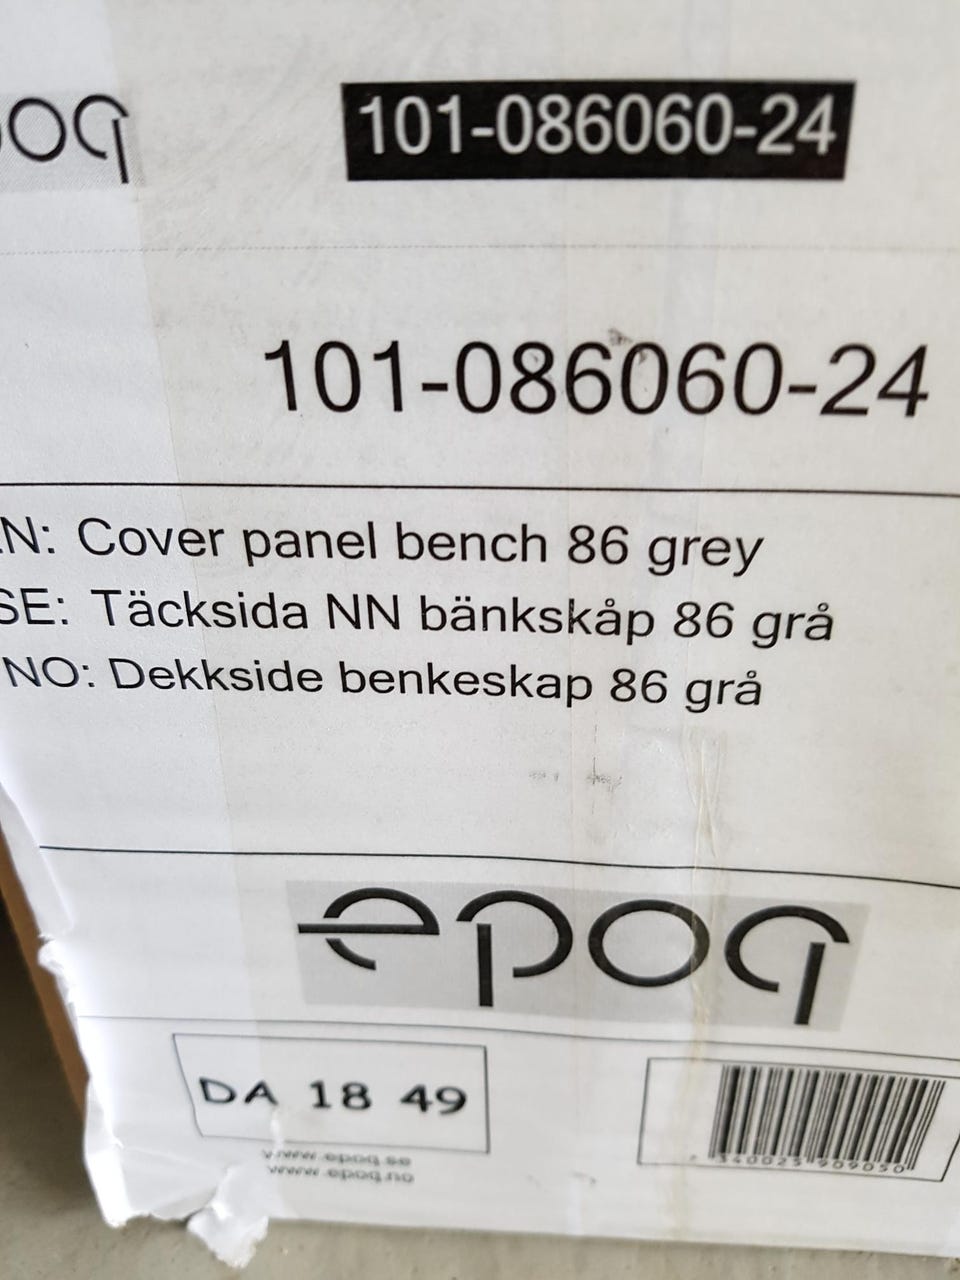 epoq
101-086060-24
101-086060-24
EN: Cover panel bench 86 grey
SE: Täcksida NN bänkskåp 86 grå
NO: Dekkside benkeskap 86 grå
epoq
DA 18 49
www.epoq.se
www.epoq.no